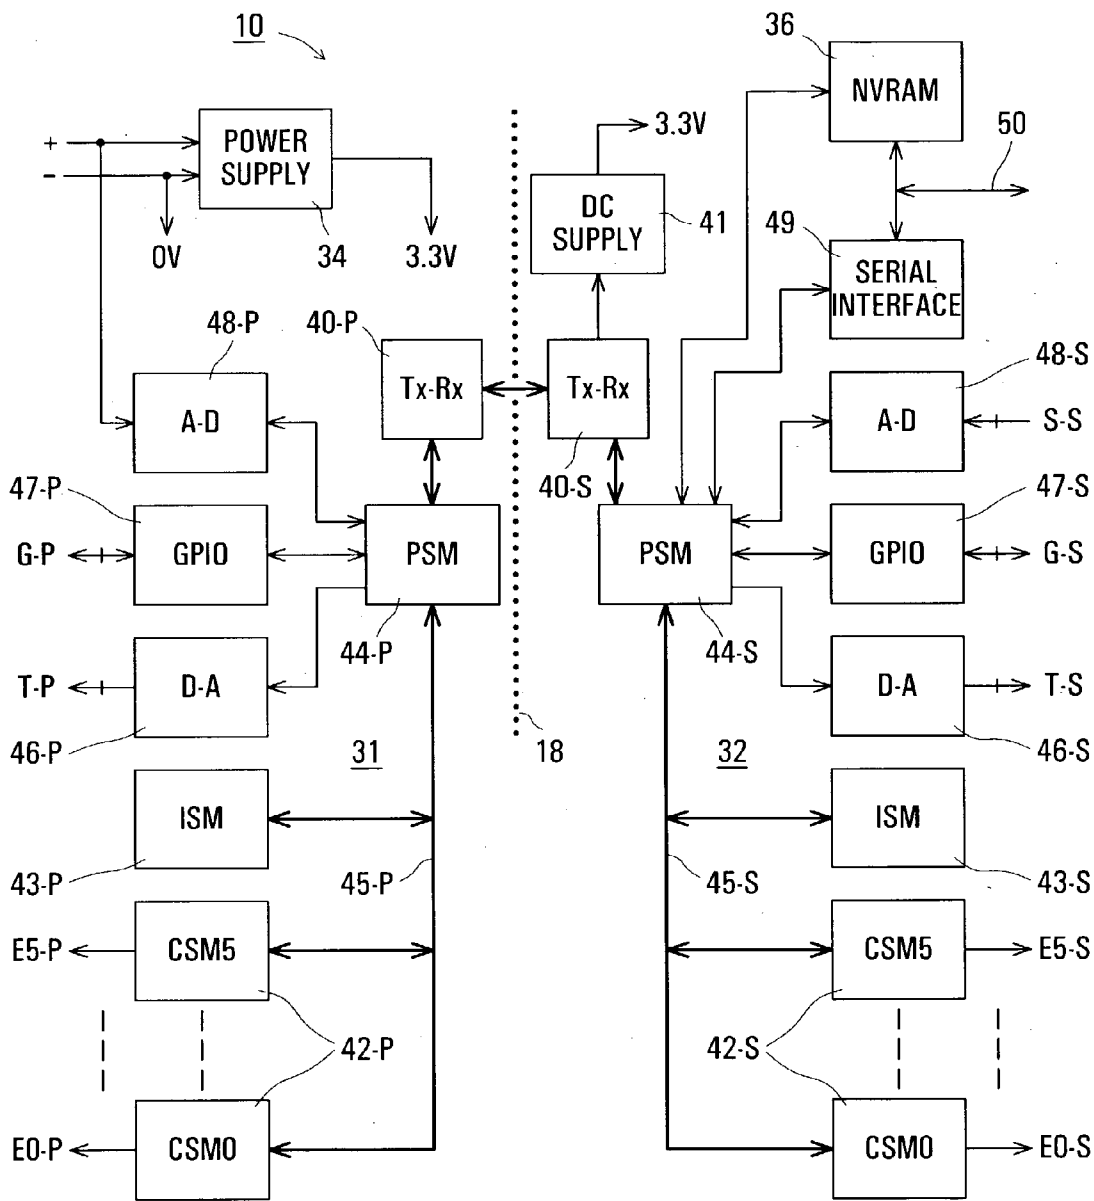 10
36
NVRAM
+
-
POWER
SUPPLY
3.3V
50
DC
SUPPLY
41
49
0V
34
3.3V
SERIAL
INTERFACE
48-P
40-P
48-S
A-D
Tx-Rx
Tx-Rx
A-D
S-S
47-P
40-S
47-S
G-P
GPIO
PSM
PSM
GPIO
G-S
44-P
44-S
T-P
D-A
D-A
T-S
46-P
31
18
32
46-S
ISM
ISM
43-P
45-P
45-S
43-S
E5-P
CSM5
CSM5
E5-S
42-P
42-S
E0-P
CSM0
CSM0
E0-S